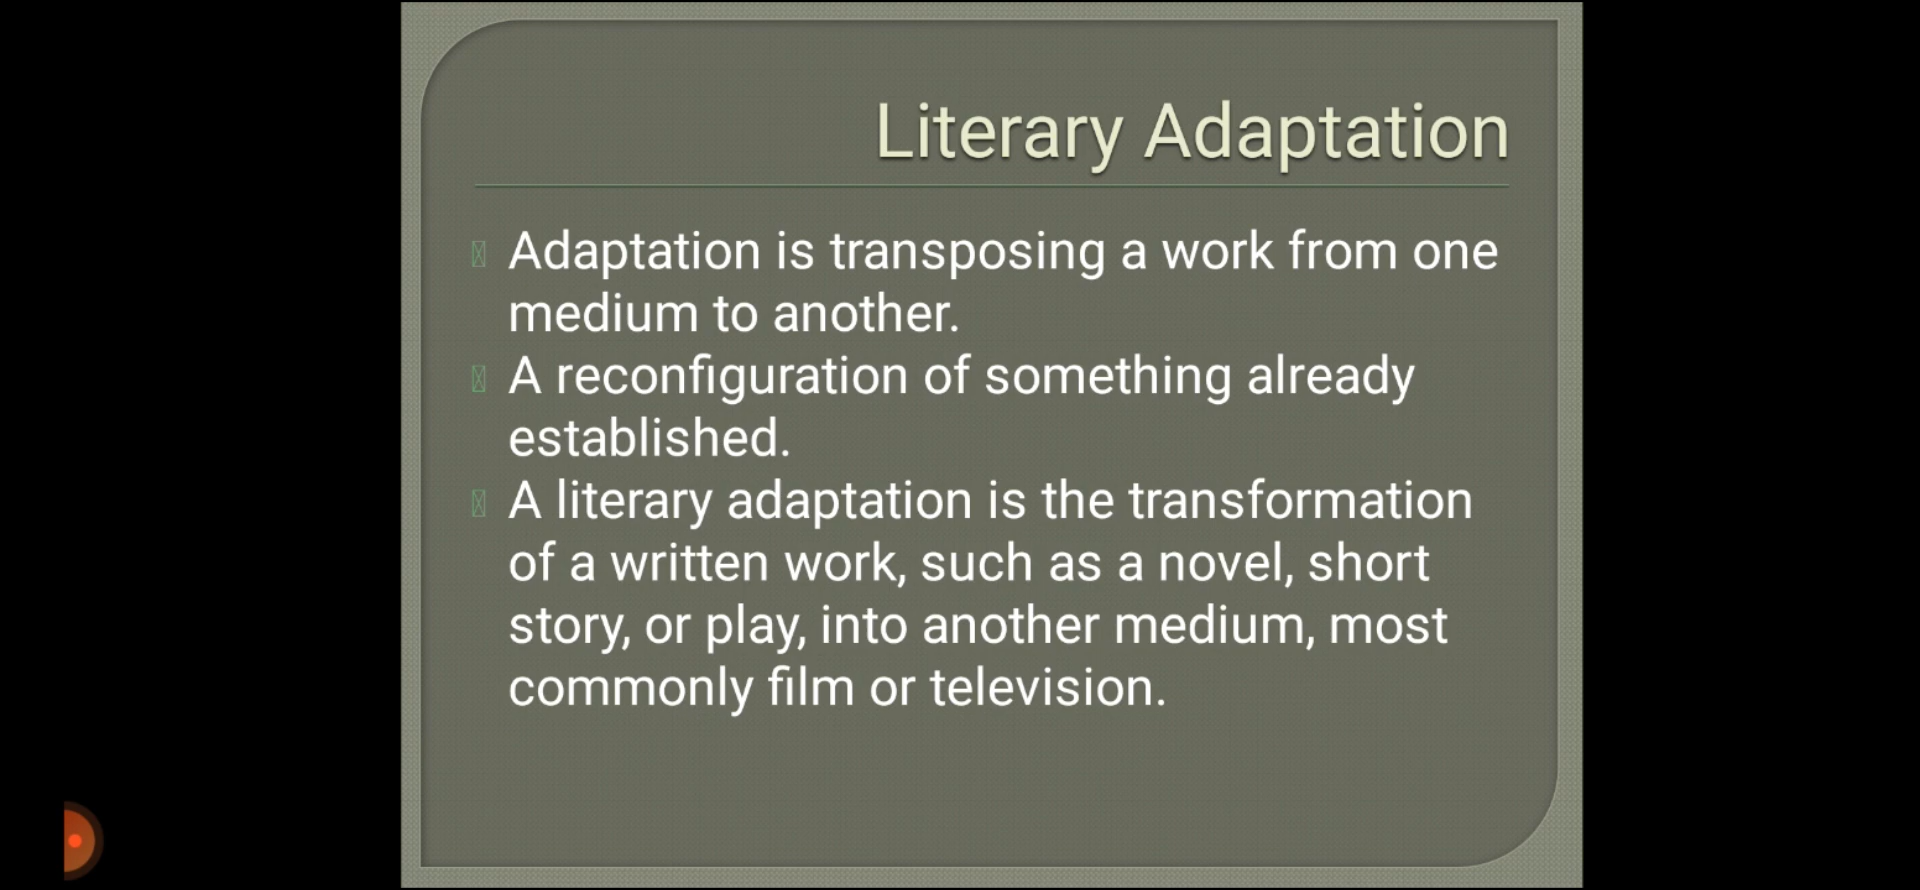 Literary Adaptation
Adaptation is transposing a work from one
medium to another.
A reconfiguration of something already
established.
A literary adaptation is the transformation
of a written work, such as a novel, short
story, or play, into another medium, most
commonly film or television.